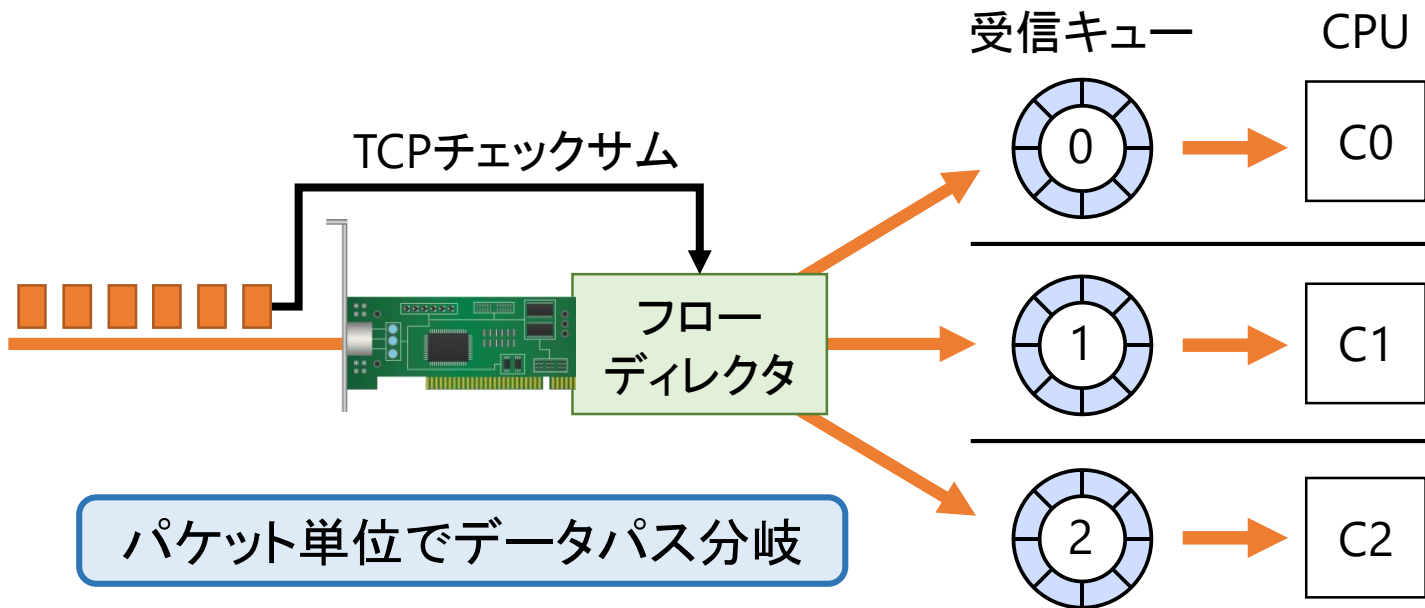 受信キュー
CPU
TCPチェックサム
0
C0
フロー
ディレクタ
1
C1
パケット単位でデータパス分岐
2
C2